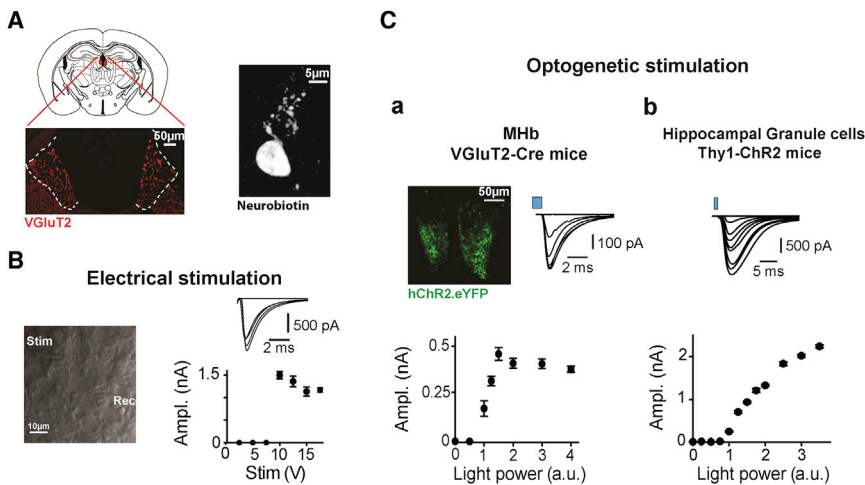 A
50µm
VGluT2
5µm
Neurobiotin
B
Electrical stimulation
Stim
Rec
10µm
500 pA
2 ms
Ampl. (nA)
1.5
0
0
5
10
15
Stim (V)
C
Optogenetic stimulation
a
MHb
VGluT2-Cre mice
50µm
hChR2.eYFP
100 pA
2 ms
Ampl. (nA)
0.5
0.25
0
0
1
2
3
4
Light power (a.u.)
b
Hippocampal Granule cells
Thy1-ChR2 mice
500 pA
5 ms
Ampl. (nA)
2
1
0
0
1
2
3
Light power (a.u.)